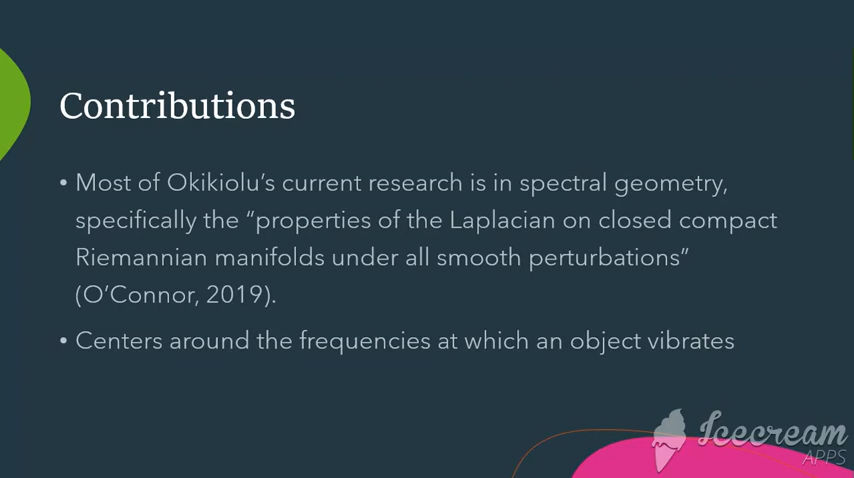 Contributions
• Most of Okikiolu’s current research is in spectral geometry,
specifically the “properties of the Laplacian on closed compact
Riemannian manifolds under all smooth perturbations”
(O’Connor, 2019).
• Centers around the frequencies at which an object vibrates
Icecream
APPS